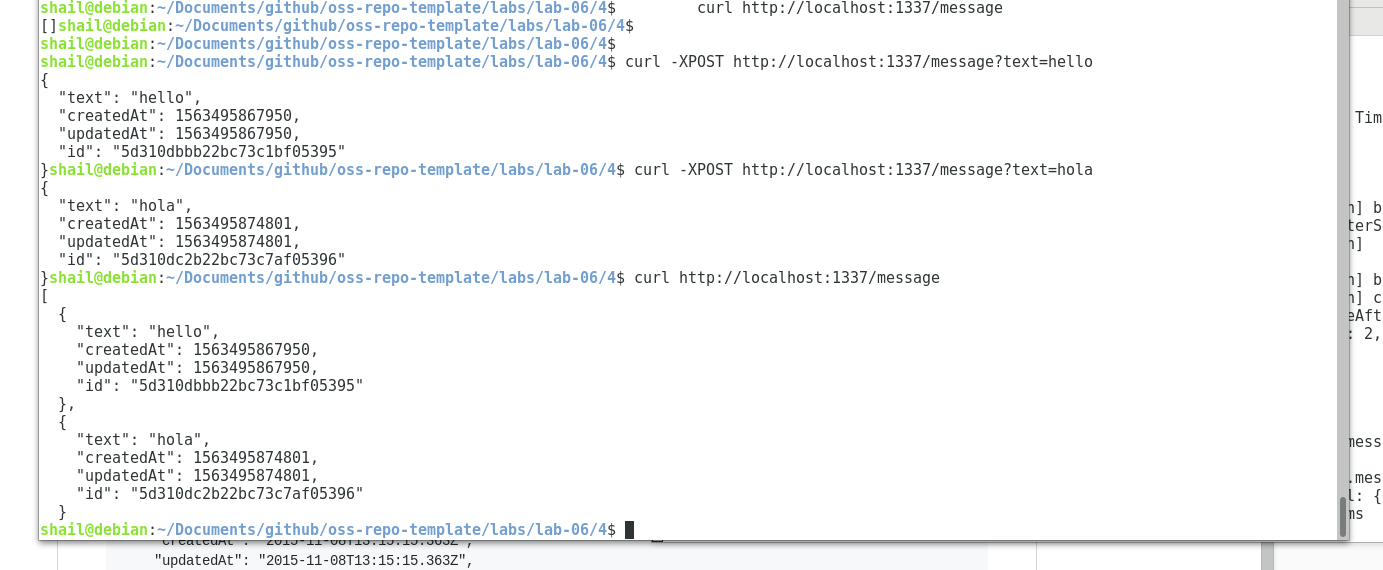 shail@debian:~/Documents/github/oss-repo-template/labs/lab-06/4$         curl http://localhost:1337/message
[]shail@debian:~/Documents/github/oss-repo-template/labs/lab-06/4$
shail@debian:~/Documents/github/oss-repo-template/labs/lab-06/4$
shail@debian:~/Documents/github/oss-repo-template/labs/lab-06/4$ curl -XPOST http://localhost:1337/message?text=hello
{
  "text": "hello",
  "createdAt": 1563495867950,
  "updatedAt": 1563495867950,
  "id": "5d310dbbb22bc73c1bf05395"
}shail@debian:~/Documents/github/oss-repo-template/labs/lab-06/4$ curl -XPOST http://localhost:1337/message?text=hola
{
  "text": "hola",
  "createdAt": 1563495874801,
  "updatedAt": 1563495874801,
  "id": "5d310dc2b22bc73c7af05396"
}shail@debian:~/Documents/github/oss-repo-template/labs/lab-06/4$ curl http://localhost:1337/message
[
  {
    "text": "hello",
    "createdAt": 1563495867950,
    "updatedAt": 1563495867950,
    "id": "5d310dbbb22bc73c1bf05395"
  },
  {
    "text": "hola",
    "createdAt": 1563495874801,
    "updatedAt": 1563495874801,
    "id": "5d310dc2b22bc73c7af05396"
  }
shail@debian:~/Documents/github/oss-repo-template/labs/lab-06/4$
"createdAt": "2015-11-08T13:15:15.363Z",
"updatedAt": "2015-11-08T13:15:15.363Z",
Tim
n] b
terS
n]
n] b
n] c
eAft
: 2,
mess
.mes
l: {
ms